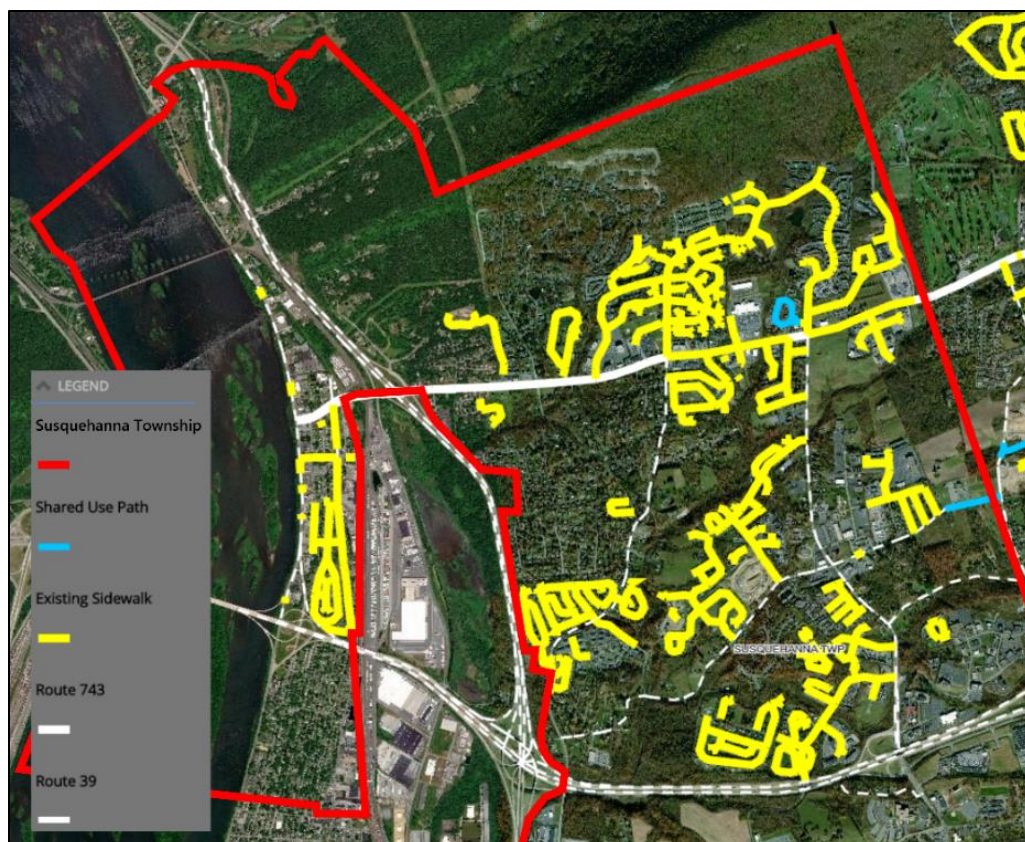 LEGEND
Susquehanna Township
Shared Use Path
Existing Sidewalk
Route 743
Route 39
SUSQUEHANNA TWP